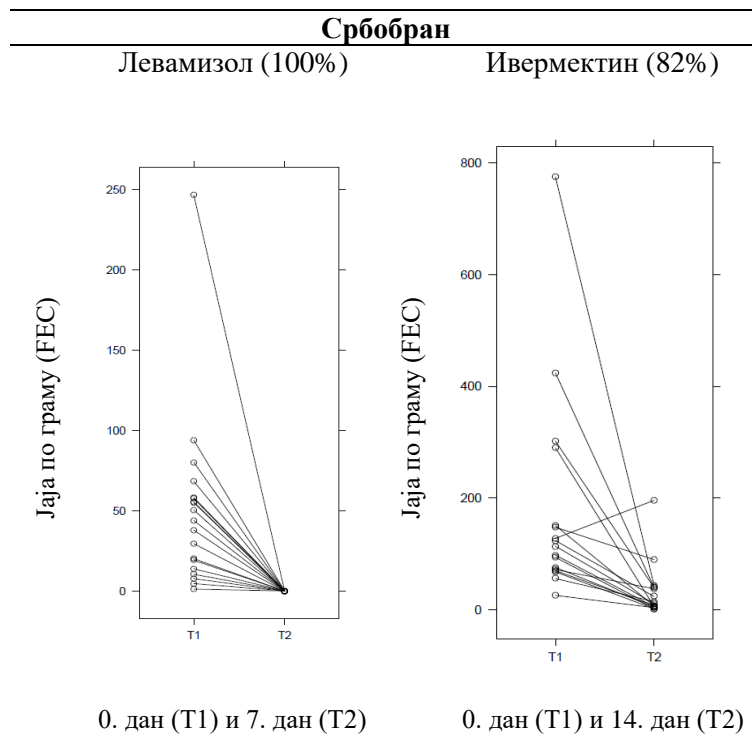 Србобран
Левамизол (100%)
Ивермектин (82%)
Јаја по граму (FEC)
250
200
150
100
50
0
T1
T2
Јаја по граму (FEC)
800
600
400
200
0
T1
T2
0. дан (T1) и 7. дан (T2)
0. дан (T1) и 14. дан (T2)